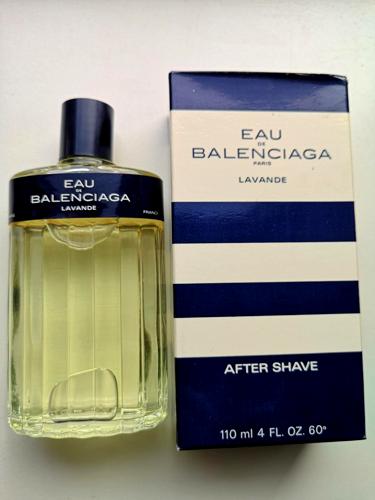 EAU
DE
BALENCIAGA
LAVANDE
FRANCE
EAU
DE
BALENCIAGA
PARIS
LAVANDE
AFTER SHAVE
110 ml 4 FL. OZ. 60°